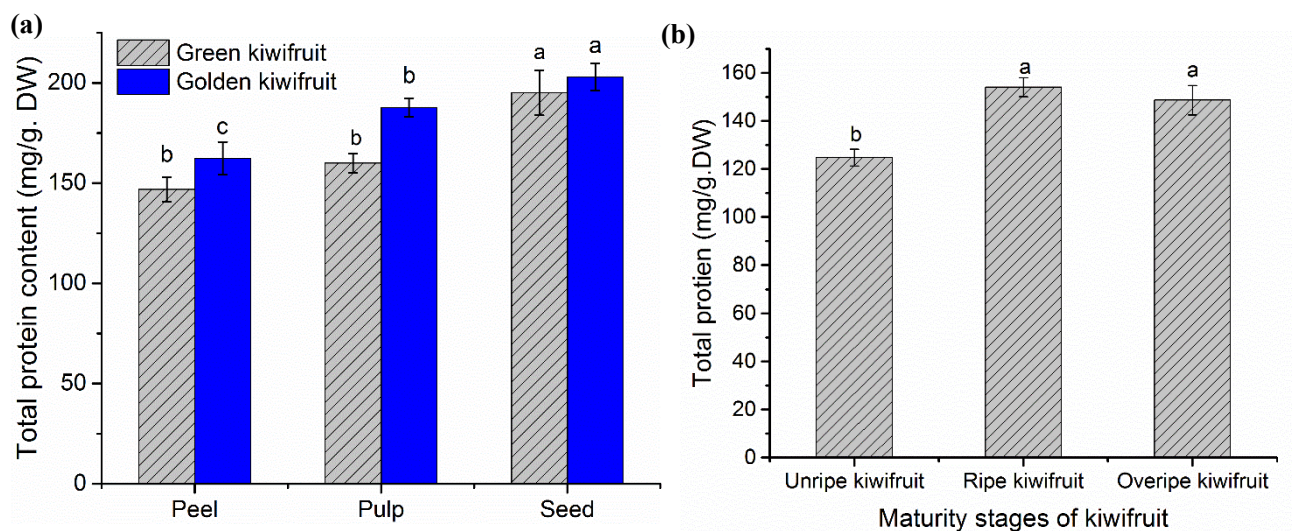 (a)
Green kiwifruit
Golden kiwifruit
Total protein content (mg/g. DW)
200
150
100
50
0
b
c
b
b
a
a
Peel
Pulp
Seed
(b)
Total protien (mg/g.DW)
160
140
120
100
80
60
40
20
0
b
a
a
Unripe kiwifruit
Ripe kiwifruit
Overipe kiwifruit
Maturity stages of kiwifruit